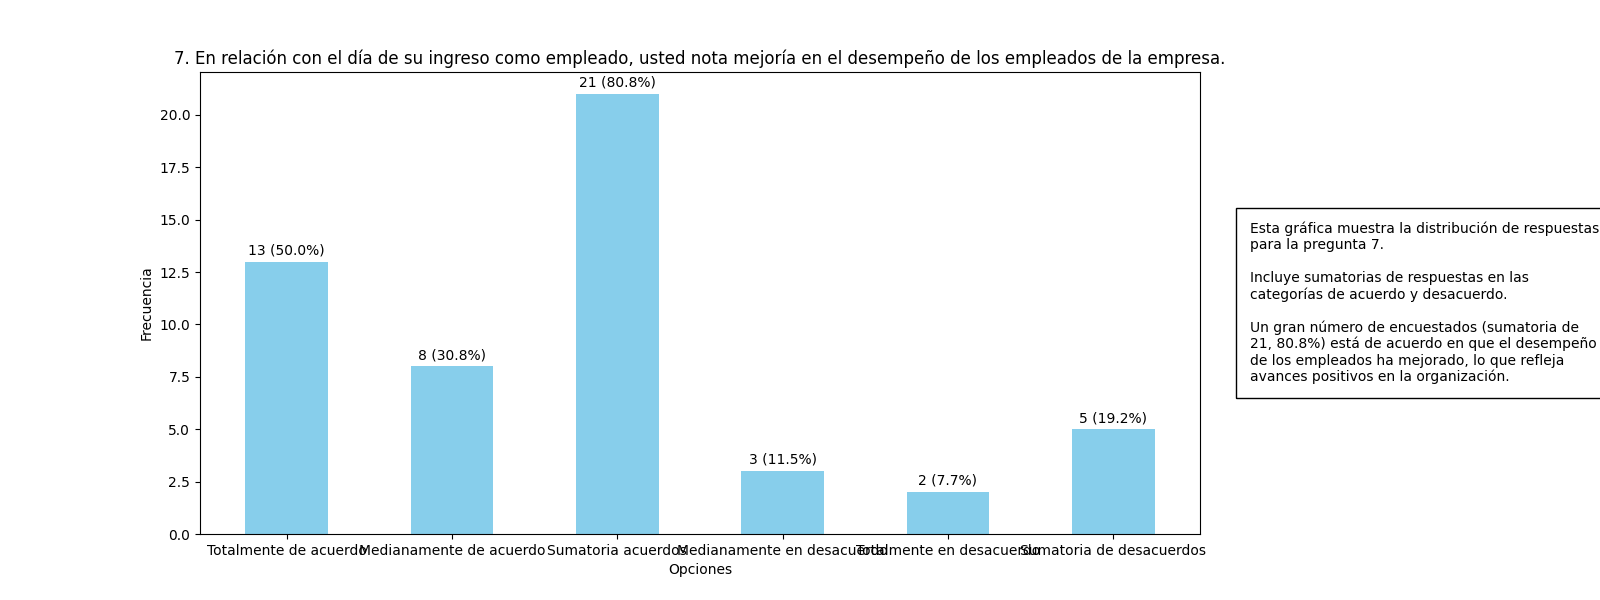 7. En relación con el día de su ingreso como empleado, usted nota mejoría en el desempeño de los empleados de la empresa.
21 (80.8%)
20.0
17.5
15.0
13 (50.0%)
12.5
10.0
8 (30.8%)
7.5
5 (19.2%)
5.0
3 (11.5%)
2 (7.7%)
2.5
0.0
Frecuencia
Totalmente de acuerdo
Medianamente de acuerdo
Sumatoria acuerdos
Medianamente en desacuerdo
Totalmente en desacuerdo
Sumatoria de desacuerdos
Opciones
Esta gráfica muestra la distribución de respuestas
para la pregunta 7.
Incluye sumatorias de respuestas en las
categorías de acuerdo y desacuerdo.
Un gran número de encuestados (sumatoria de
21, 80.8%) está de acuerdo en que el desempeño
de los empleados ha mejorado, lo que refleja
avances positivos en la organización.